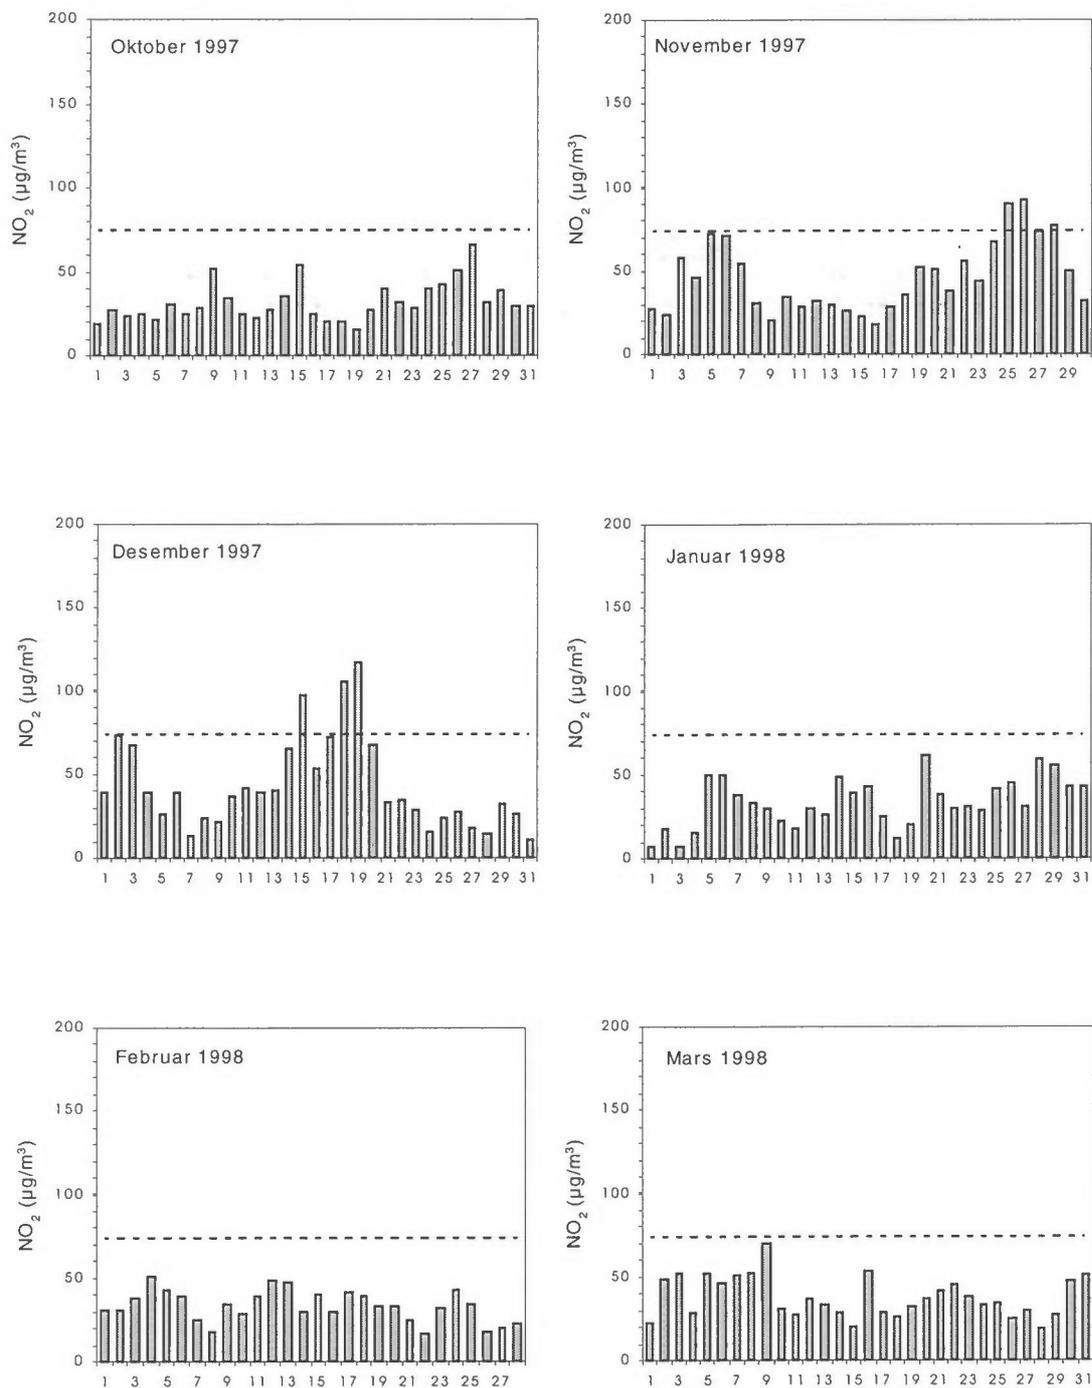 Oktober 1997
NO2 (µg/m³)
200
150
100
50
0
1 3 5 7 9 11 13 15 17 19 21 23 25 27 29 31
November 1997
NO2 (µg/m³)
200
150
100
50
0
1 3 5 7 9 11 13 15 17 19 21 23 25 27 29
Desember 1997
NO2 (µg/m³)
200
150
100
50
0
1 3 5 7 9 11 13 15 17 19 21 23 25 27 29 31
Januar 1998
NO2 (µg/m³)
200
150
100
50
0
1 3 5 7 9 11 13 15 17 19 21 23 25 27 29 31
Februar 1998
NO2 (µg/m³)
200
150
100
50
0
1 3 5 7 9 11 13 15 17 19 21 23 25 27
Mars 1998
NO2 (µg/m³)
200
150
100
50
0
1 3 5 7 9 11 13 15 17 19 21 23 25 27 29 31